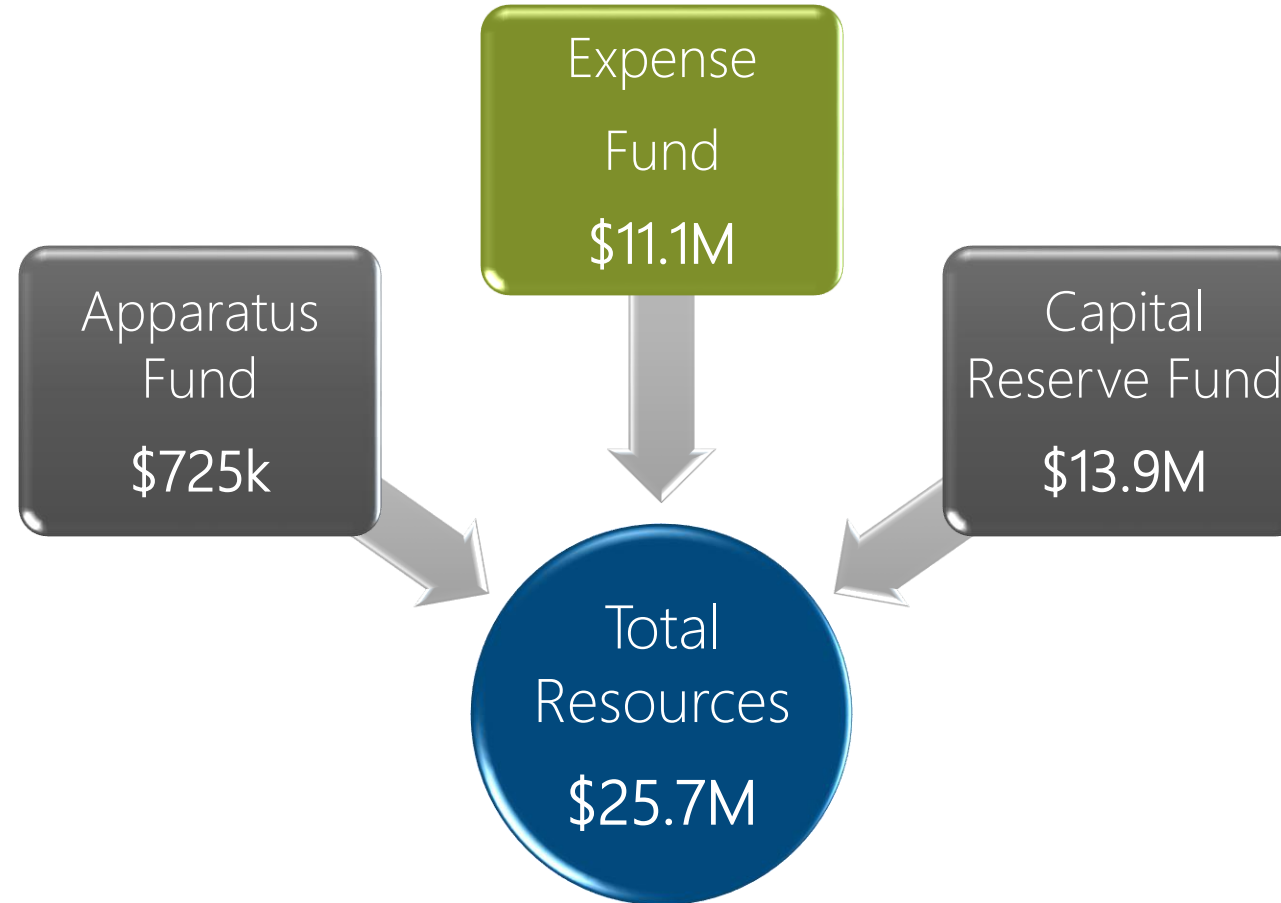 Expense
Fund
$11.1M
Apparatus
Fund
$725k
Capital
Reserve Fund
$13.9M
Total
Resources
$25.7M